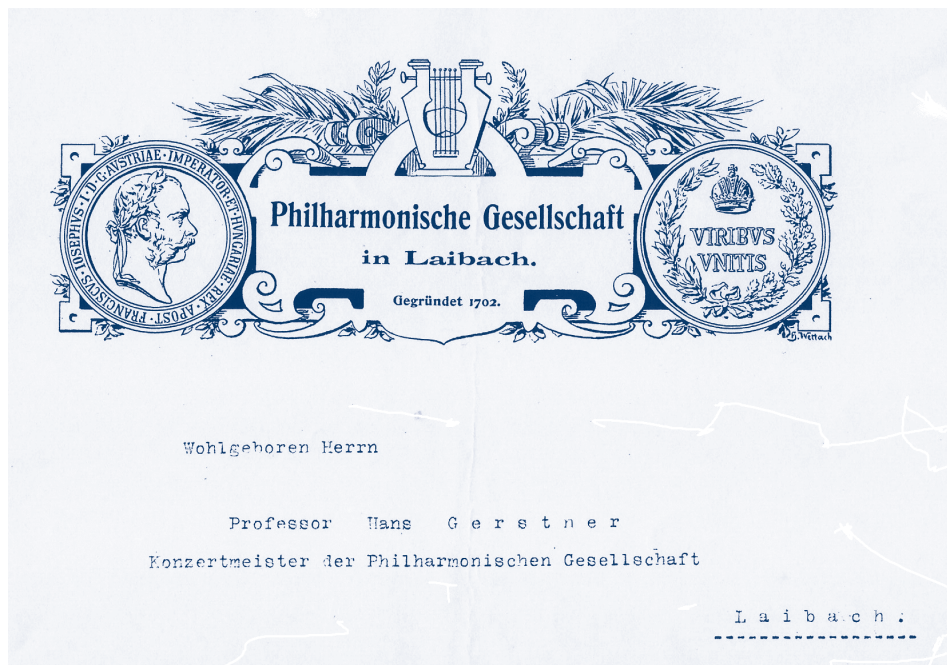 FRANCISCVS·IOSEPHVS·I·D·G·AVSTRIAE·IMPERATOR·ET·HVNGARIAE·REX·APOST·
Philharmonische Gesellschaft
in Laibach.
Gegründet 1702.
VIRIBVS
VNITIS
Wohlgeboren Herrn
Professor Hans Gerstner
Konzertmeister der Philharmonischen Gesellschaft
Laibach.